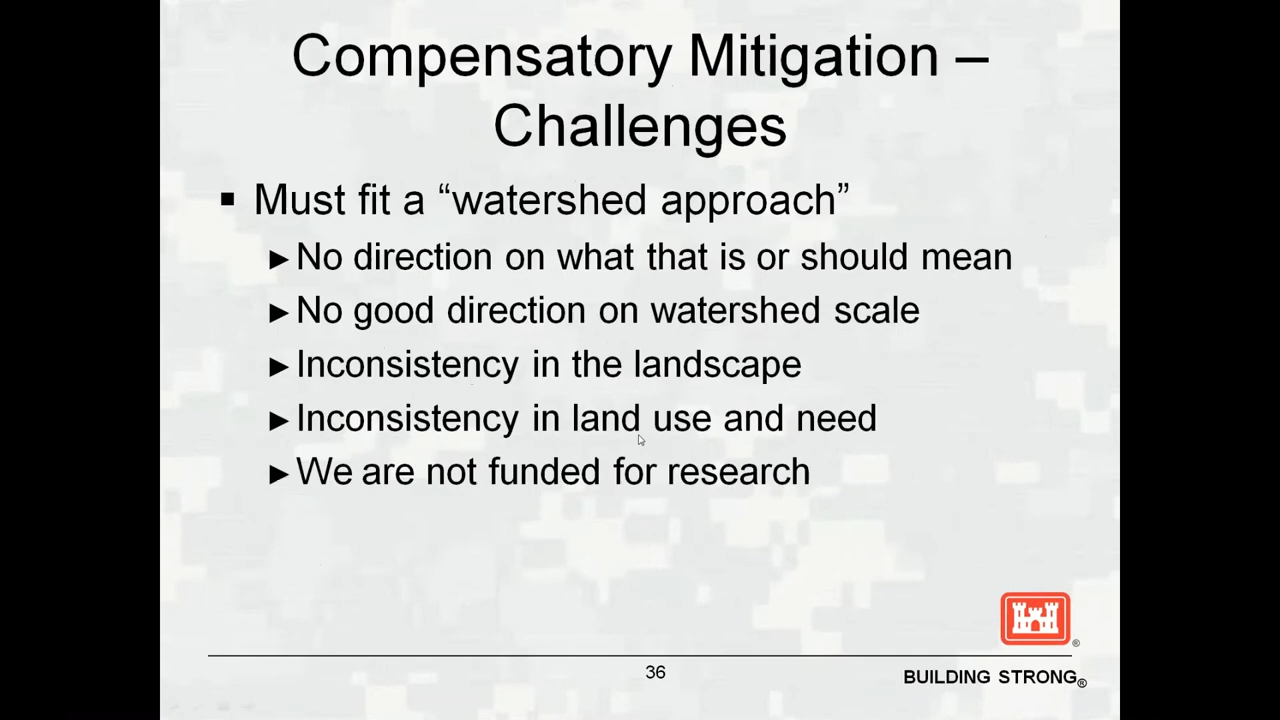 Compensatory Mitigation –
Challenges
▪ Must fit a “watershed approach”
►No direction on what that is or should mean
►No good direction on watershed scale
►Inconsistency in the landscape
►Inconsistency in land use and need
►We are not funded for research
®
36
BUILDING STRONG®